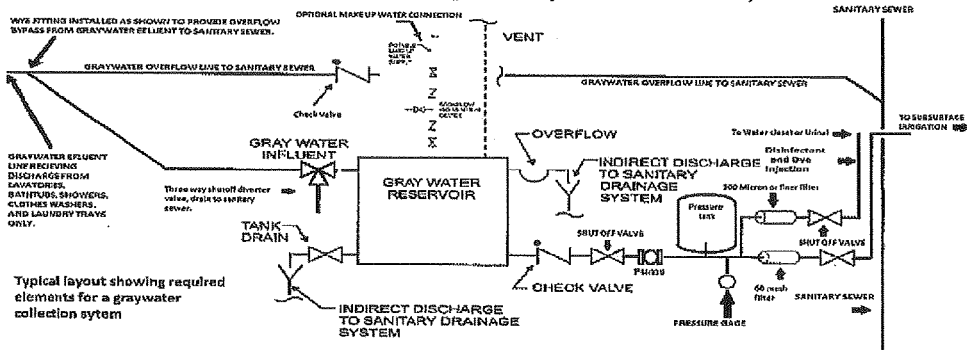 WYE FITTING INSTALLED AS SHOWN TO PROVIDE OVERFLOW
BYPASS FROM GRAYWATER EFLUENT TO SANITARY SEWER.
OPTIONAL MAKE UP WATER CONNECTION
SANITARY SEWER
VENT
GRAYWATER OVERFLOW LINE TO SANITARY SEWER
Check Valve
GRAYWATER OVERFLOW LINE TO SANITARY SEWER
TO SUBSURFACE
IRRIGATION
To Water closet or Urinal
GRAYWATER EFLUENT
LINE RECIEVING
DISCHARGE FROM
LAVATORIES,
BATHTUBS, SHOWERS,
CLOTHES WASHERS,
AND LAUNDRY TRAYS
ONLY.
GRAY WATER
INFLUENT
Three way shutoff diverter
valve, drain to sanitary
sewer.
GRAY WATER
RESERVOIR
OVERFLOW
INDIRECT DISCHARGE
TO SANITARY
DRAINAGE
SYSTEM
Disinfectant
and Dye
Injection
100 Micron or finer filter
Pressure
tank
SHUT OFF VALVE
TANK
DRAIN
SHUT OFF VALVE
Pump
CHECK VALVE
60 mesh
filter
SANITARY SEWER
PRESSURE GAGE
INDIRECT DISCHARGE
TO SANITARY DRAINAGE
SYSTEM
Typical layout showing required
elements for a graywater
collection sytem